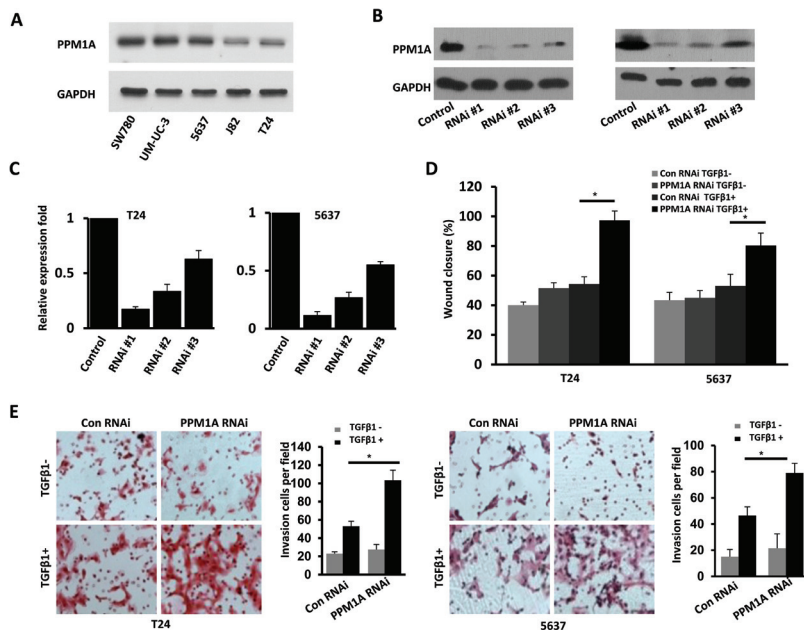 A
PPM1A
GAPDH
SW780
UM-UC-3
5637
J82
T24
B
PPM1A
GAPDH
Control
RNAi #1
RNAi #2
RNAi #3
Control
RNAi #1
RNAi #2
RNAi #3
C
Relative expression fold
1
0.5
0
T24
Control
RNAi #1
RNAi #2
RNAi #3
1
0.5
0
5637
Control
RNAi #1
RNAi #2
RNAi #3
D
Con RNAi TGFβ1-
PPM1A RNAi TGFβ1-
Con RNAi TGFβ1+
PPM1A RNAi TGFβ1+
Wound closure (%)
120
100
80
60
40
20
0
*
*
T24
5637
E
Con RNAi
PPM1A RNAi
TGFβ1-
TGFβ1+
T24
TGFβ1 -
TGFβ1 +
Invasion cells per field
140
120
100
80
60
40
20
0
*
Con RNAi
PPM1A RNAi
Con RNAi
PPM1A RNAi
TGFβ1-
TGFβ1+
5637
TGFβ1 -
TGFβ1 +
Invasion cells per field
100
80
60
40
20
0
*
Con RNAi
PPM1A RNAi